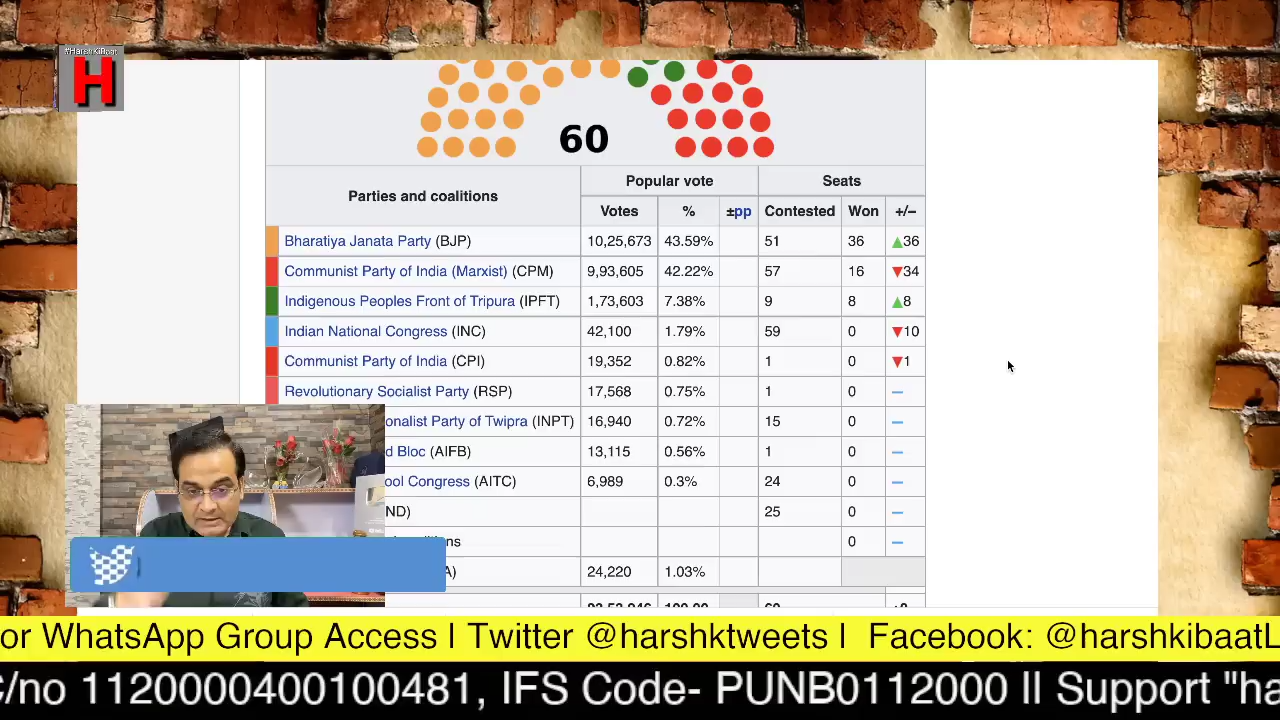 #HarshKiBaat
H
60
Parties and coalitions Popular vote Seats
Votes % ±pp Contested Won +/–
Bharatiya Janata Party (BJP) 10,25,673 43.59% 51 36 ▲36
Communist Party of India (Marxist) (CPM) 9,93,605 42.22% 57 16 ▼34
Indigenous Peoples Front of Tripura (IPFT) 1,73,603 7.38% 9 8 ▲8
Indian National Congress (INC) 42,100 1.79% 59 0 ▼10
Communist Party of India (CPI) 19,352 0.82% 1 0 ▼1
Revolutionary Socialist Party (RSP) 17,568 0.75% 1 0 –
onalist Party of Twipra (INPT) 16,940 0.72% 15 0 –
d Bloc (AIFB) 13,115 0.56% 1 0 –
ool Congress (AITC) 6,989 0.3% 24 0 –
ND) 25 0 –
ns 0 –
A) 24,220 1.03%
or WhatsApp Group Access I Twitter @harshktweets I Facebook: @harshkibaatL
C/no 1120000400100481, IFS Code- PUNB0112000 II Support "ha